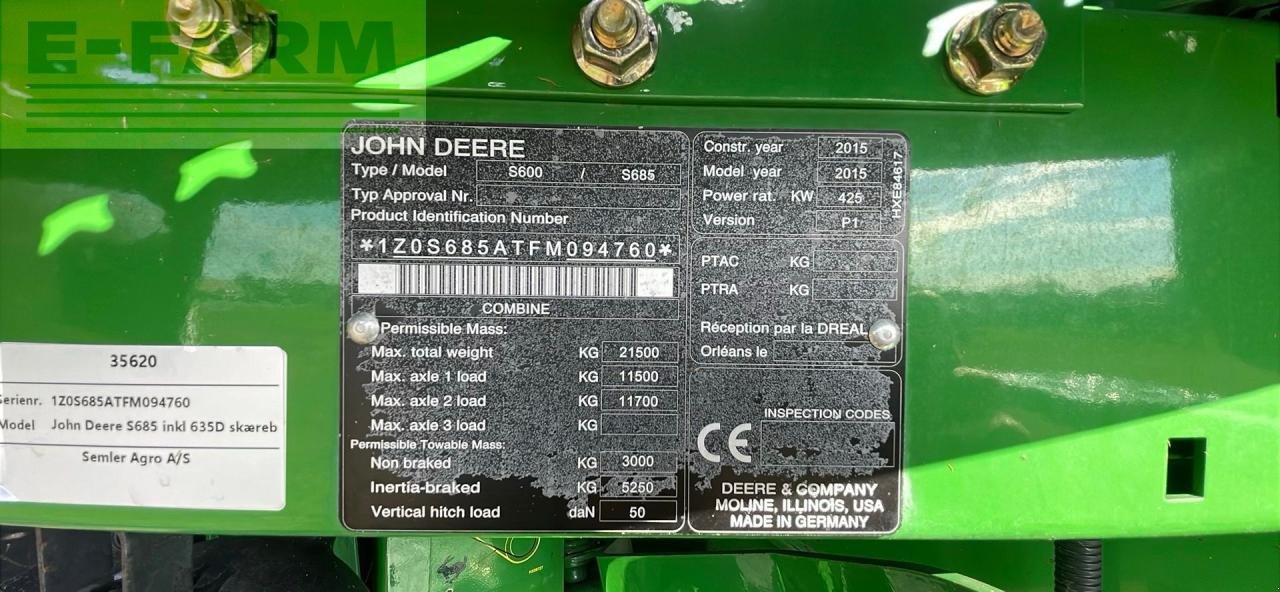 E-FARM
JOHN DEERE
Type / Model S600 / S685
Typ Approval Nr.
Product Identification Number
*1Z0S685ATFM094760*
COMBINE
Permissible Mass:
Max. total weight KG 21500
Max. axle 1 load KG 11500
Max. axle 2 load KG 11700
Max. axle 3 load KG
Permissible Towable Mass:
Non braked KG 3000
Inertia-braked KG 5250
Vertical hitch load daN 50
Constr. year 2015
Model year 2015
Power rat. KW 425
Version P1
HXE84617
PTAC KG
PTRA KG
Réception par la DREAL
Orléans le
INSPECTION CODES
CE
DEERE & COMPANY
MOLINE, ILLINOIS, USA
MADE IN GERMANY
35620
Serienr. 1Z0S685ATFM094760
Model John Deere S685 inkl 635D skæreb
Semler Agro A/S